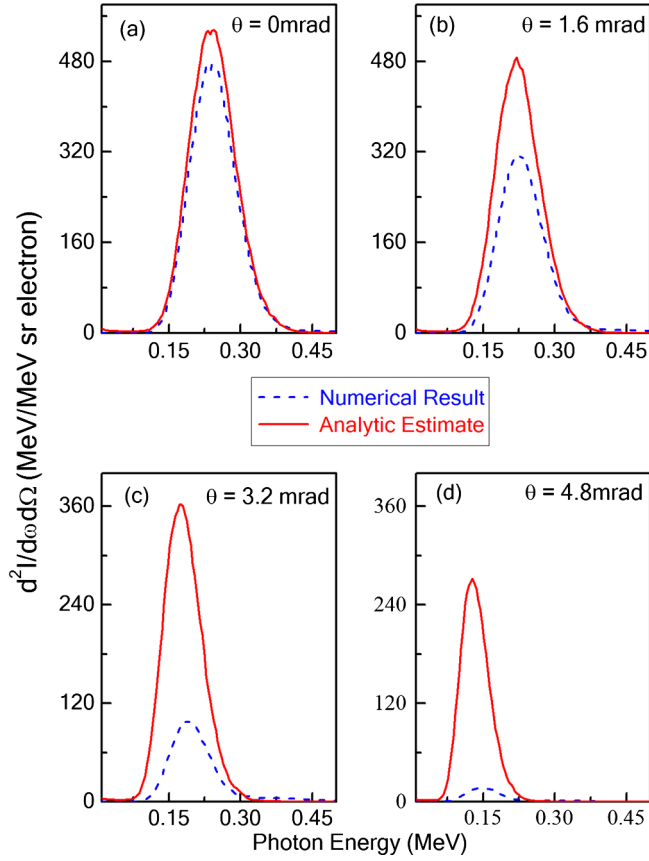 (a) θ = 0mrad
(b) θ = 1.6 mrad
480
320
160
0
0.15 0.30 0.45
480
320
160
0
0.15 0.30 0.45
d²I/dωdΩ (MeV/MeV sr electron)
Numerical Result
Analytic Estimate
(c) θ = 3.2 mrad
(d) θ = 4.8mrad
360
240
120
0
0.15 0.30 0.45
360
240
120
0
0.15 0.30 0.45
Photon Energy (MeV)